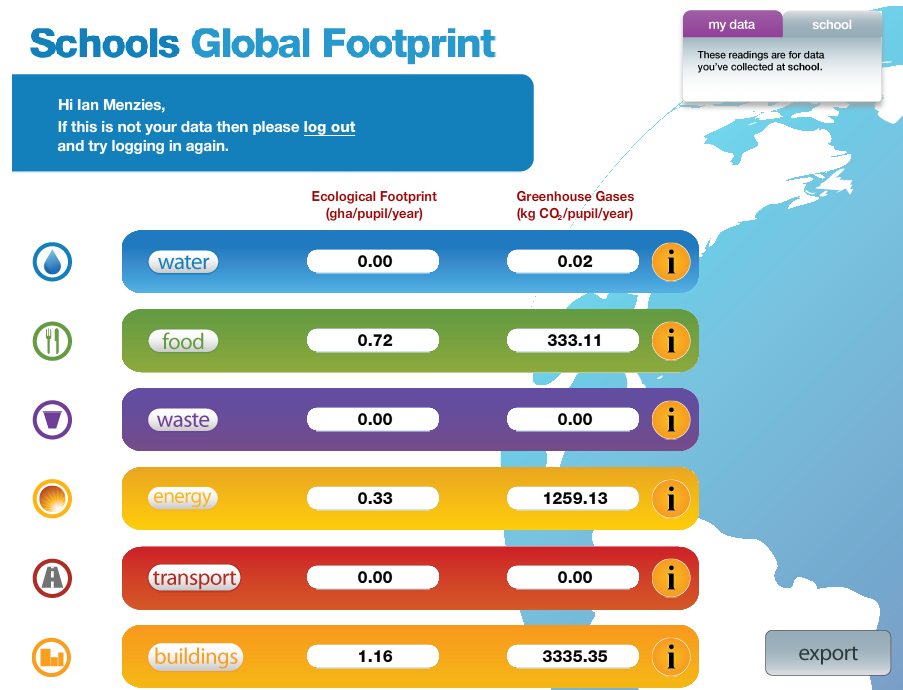 Schools Global Footprint
my data
school
These readings are for data
you've collected at school.
Hi Ian Menzies,
If this is not your data then please log out
and try logging in again.
Ecological Footprint
(gha/pupil/year)
Greenhouse Gases
(kg CO₂/pupil/year)
water 0.00 0.02 i
food 0.72 333.11 i
waste 0.00 0.00 i
energy 0.33 1259.13 i
transport 0.00 0.00 i
buildings 1.16 3335.35 i
export